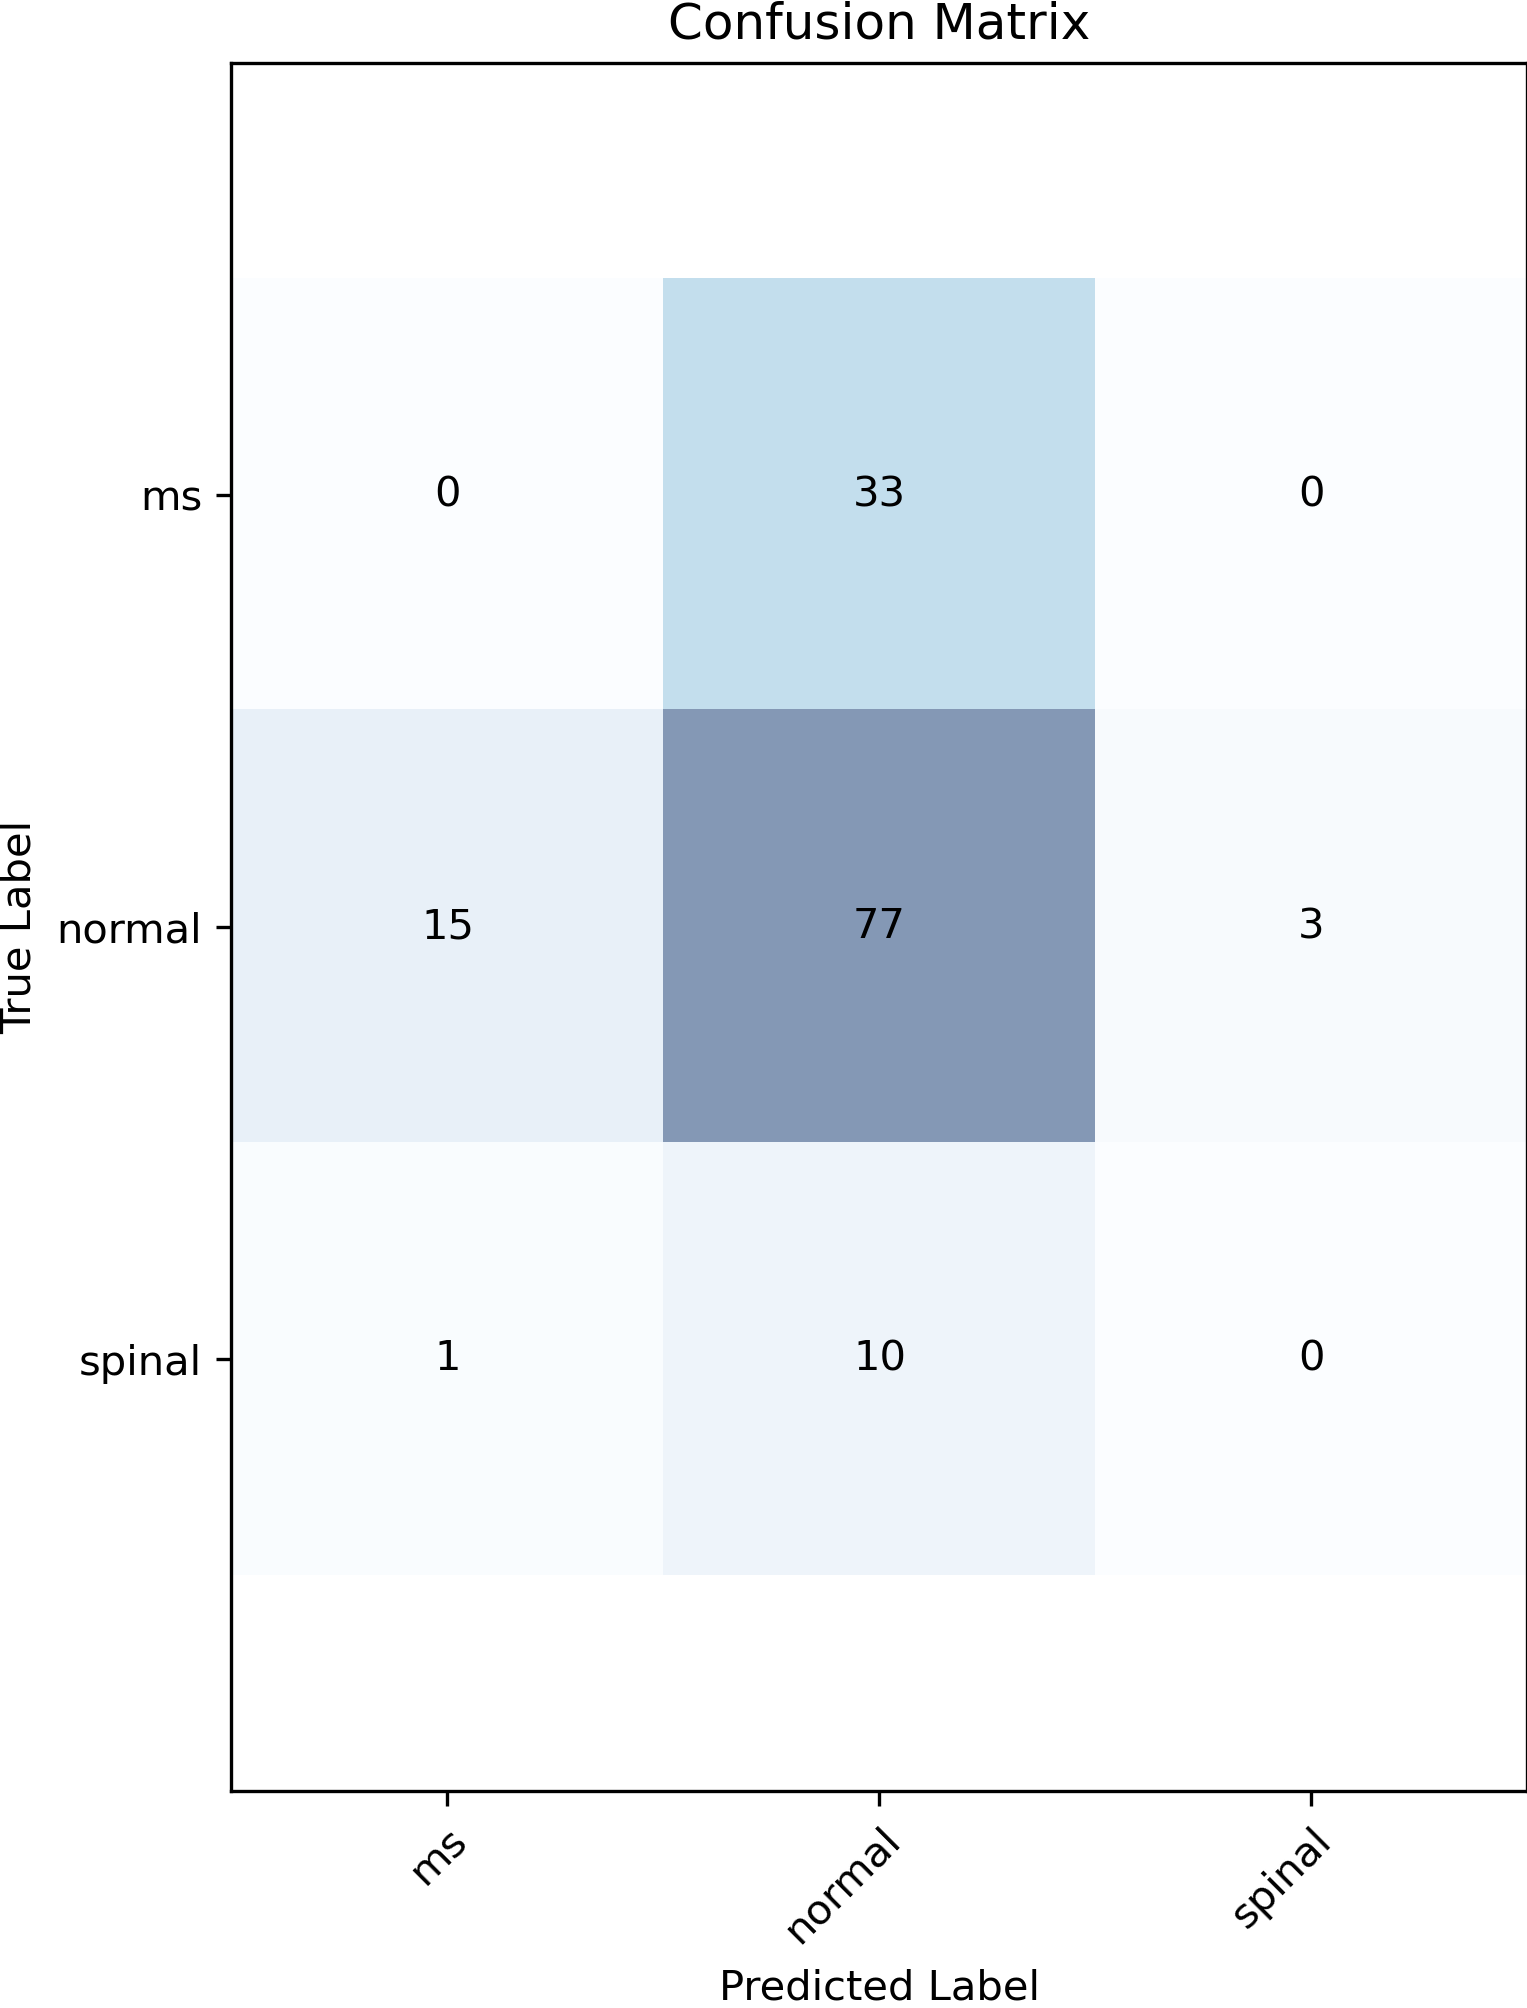 Confusion Matrix
True Label
ms 0 33 0
normal 15 77 3
spinal 1 10 0
ms normal spinal
Predicted Label